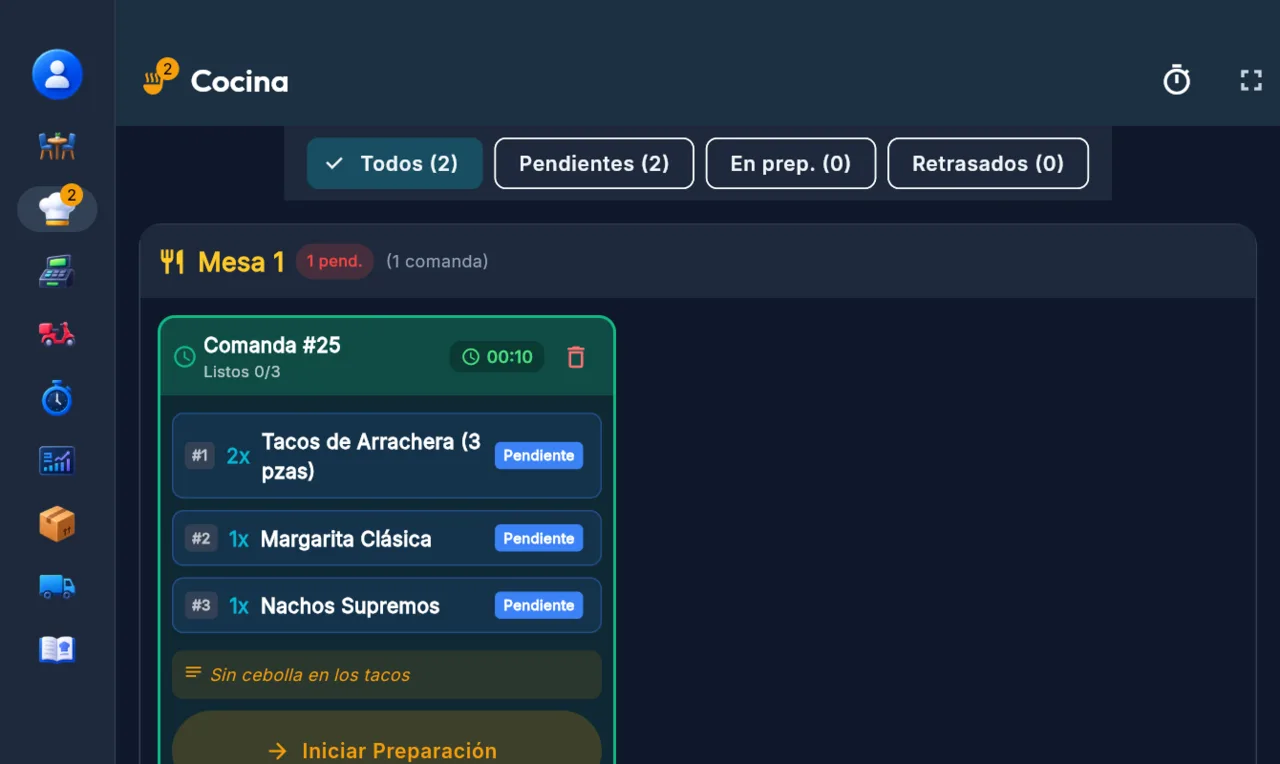 2
Cocina
Todos (2)
Pendientes (2)
En prep. (0)
Retrasados (0)
2
Mesa 1
1 pend.
(1 comanda)
Comanda #25
Listos 0/3
00:10
#1
2x
Tacos de Arrachera (3
pzas)
Pendiente
#2
1x
Margarita Clásica
Pendiente
#3
1x
Nachos Supremos
Pendiente
Sin cebolla en los tacos
Iniciar Preparación